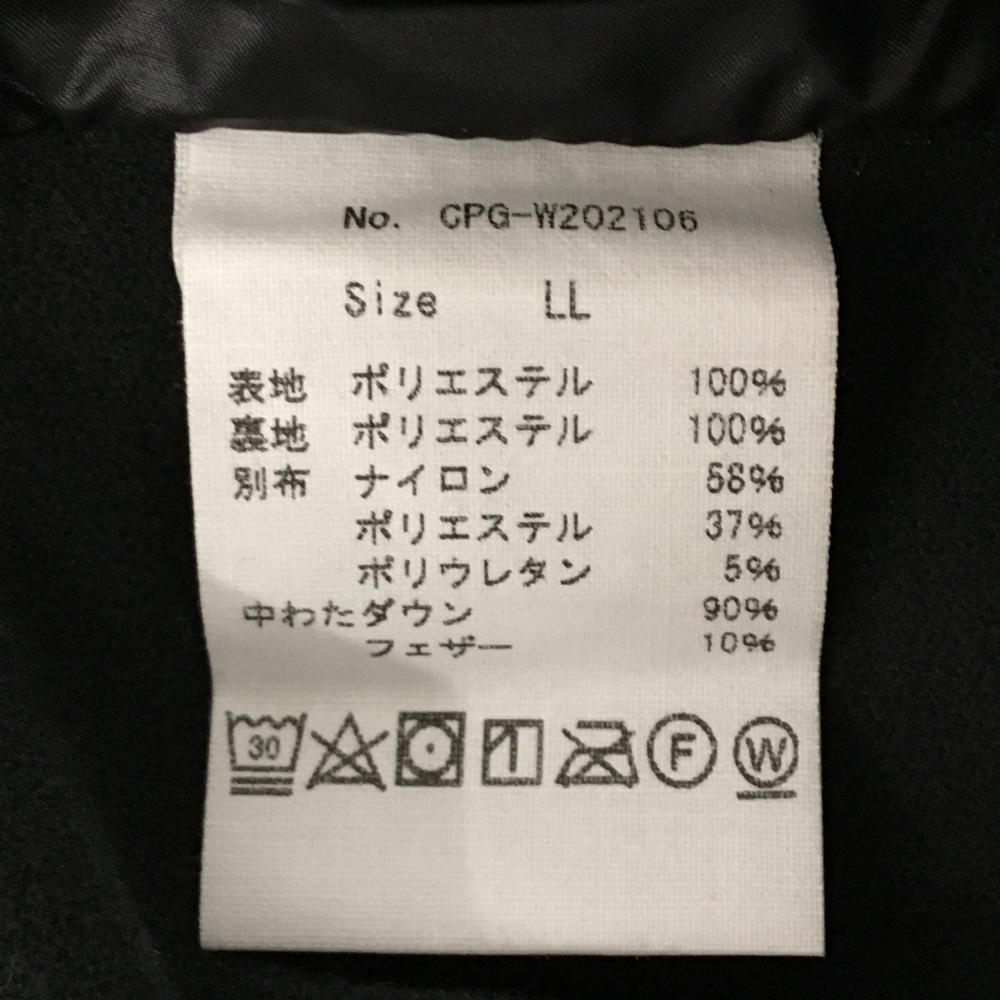 No. CPG-W202106
Size LL
表地 ポリエステル 100%
裏地 ポリエステル 100%
別布 ナイロン 58%
ポリエステル 37%
ポリウレタン 5%
中わたダウン 90%
フェザー 10%
30 F W